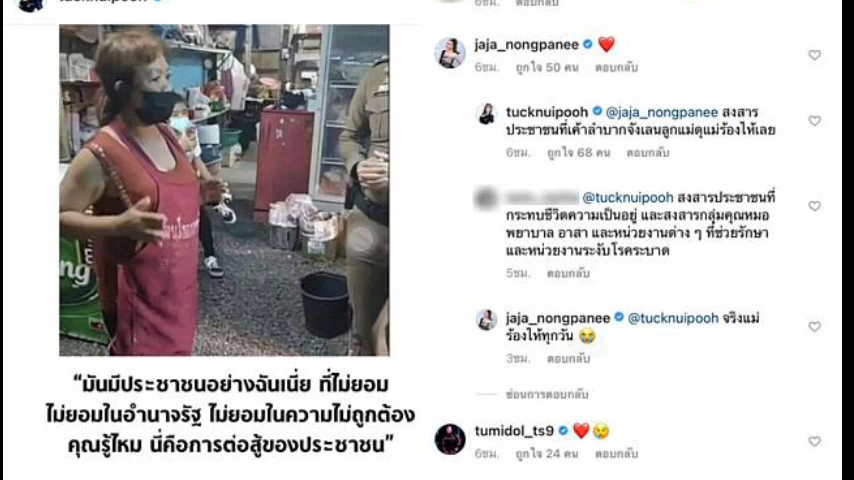 tucknuipooh
"มันมีประชาชนอย่างฉันเนี่ย ที่ไม่ยอม
ไม่ยอมในอำนาจรัฐ ไม่ยอมในความไม่ถูกต้อง
คุณรู้ไหม นี่คือการต่อสู้ของประชาชน"
6ชม. ตอบกลับ
jaja_nongpanee ❤️
6ชม. ถูกใจ 50 คน ตอบกลับ
tucknuipooh @jaja_nongpanee สงสาร
ประชาชนที่เค้าลำบากจังเลนลูกแม่ดุแม่ร้องไห้เลย
6ชม. ถูกใจ 68 คน ตอบกลับ
@tucknuipooh สงสารประชาชนที่
กระทบชีวิตความเป็นอยู่ และสงสารกลุ่มคุณหมอ
พยาบาล อาสา และหน่วยงานต่าง ๆ ที่ช่วยรักษา
และหน่วยงานระงับโรคระบาด
5ชม. ตอบกลับ
jaja_nongpanee @tucknuipooh จริงแม่
ร้องไห้ทุกวัน 😭
3ชม. ตอบกลับ
ซ่อนการตอบกลับ
tumidol_ts9 ❤️😢
6ชม. ถูกใจ 24 คน ตอบกลับ